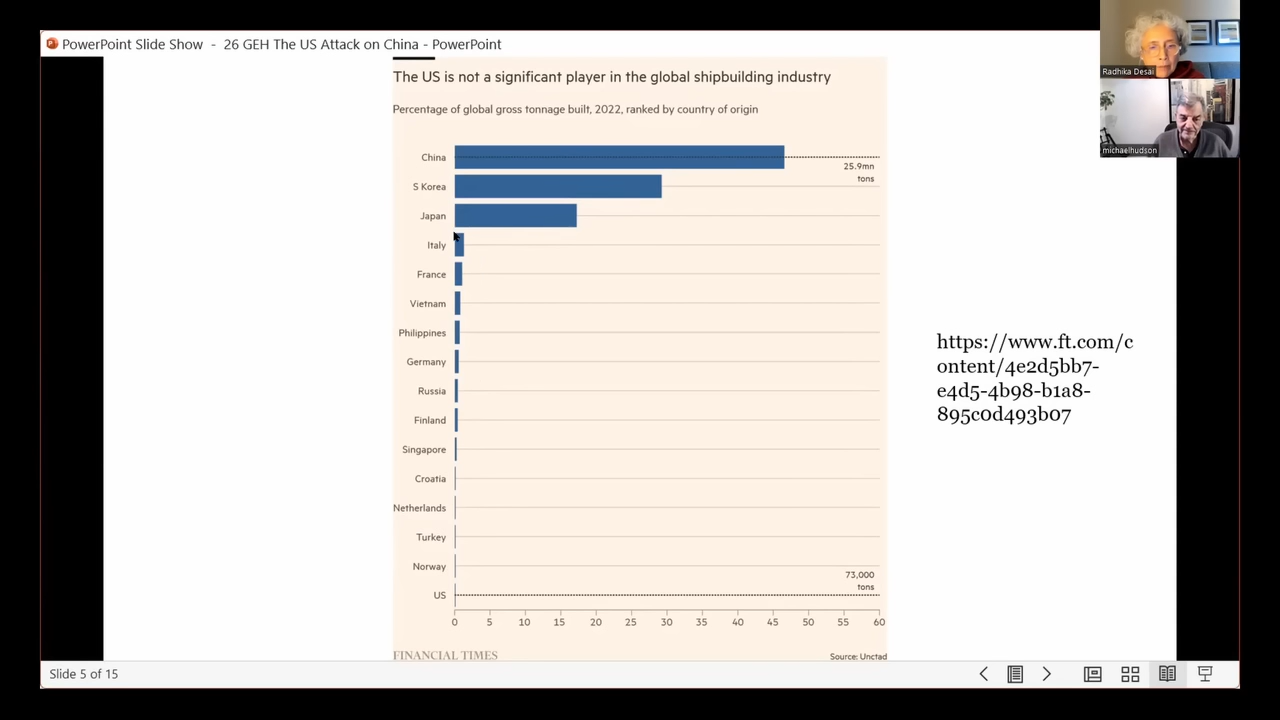 PowerPoint Slide Show - 26 GEH The US Attack on China - PowerPoint
Radhika Desai
michaelhudson
The US is not a significant player in the global shipbuilding industry
Percentage of global gross tonnage built, 2022, ranked by country of origin
China
25.9mn
tons
S Korea
Japan
Italy
France
Vietnam
Philippines
Germany
Russia
Finland
Singapore
Croatia
Netherlands
Turkey
Norway
73,000
tons
US
0 5 10 15 20 25 30 35 40 45 50 55 60
FINANCIAL TIMES
Source: Unctad
https://www.ft.com/c
ontent/4e2d5bb7-
e4d5-4b98-b1a8-
895c0d493b07
Slide 5 of 15